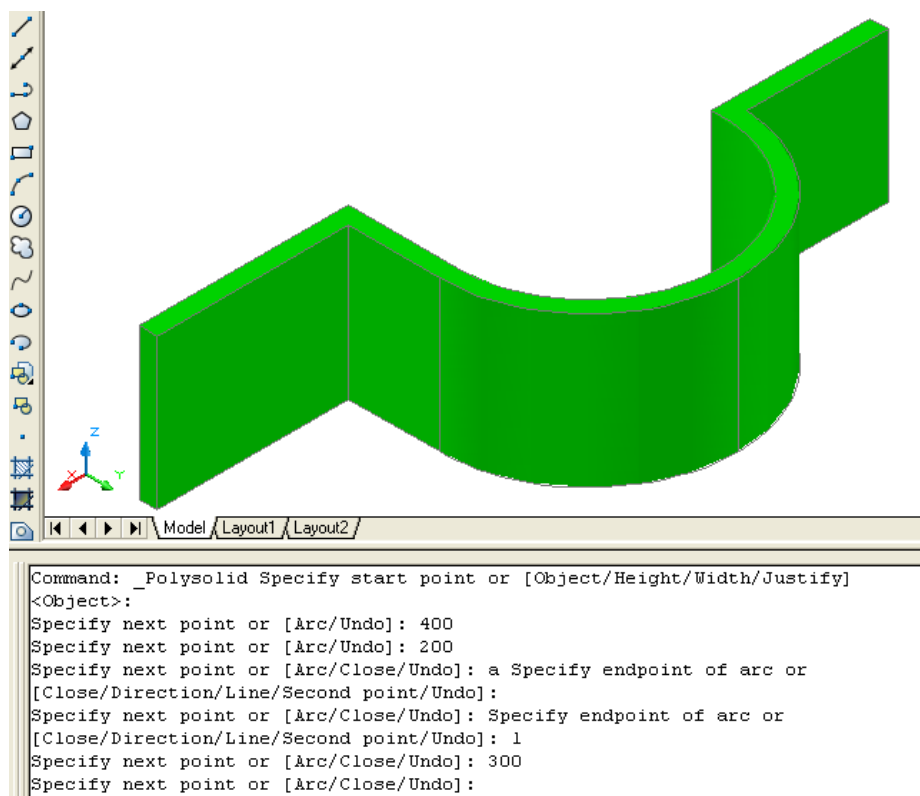 Z
X
Y
Model Layout1 Layout2
Command: _Polysolid Specify start point or [Object/Height/Width/Justify]
<Object>:
Specify next point or [Arc/Undo]: 400
Specify next point or [Arc/Undo]: 200
Specify next point or [Arc/Close/Undo]: a Specify endpoint of arc or
[Close/Direction/Line/Second point/Undo]:
Specify next point or [Arc/Close/Undo]: Specify endpoint of arc or
[Close/Direction/Line/Second point/Undo]: l
Specify next point or [Arc/Close/Undo]: 300
Specify next point or [Arc/Close/Undo]: